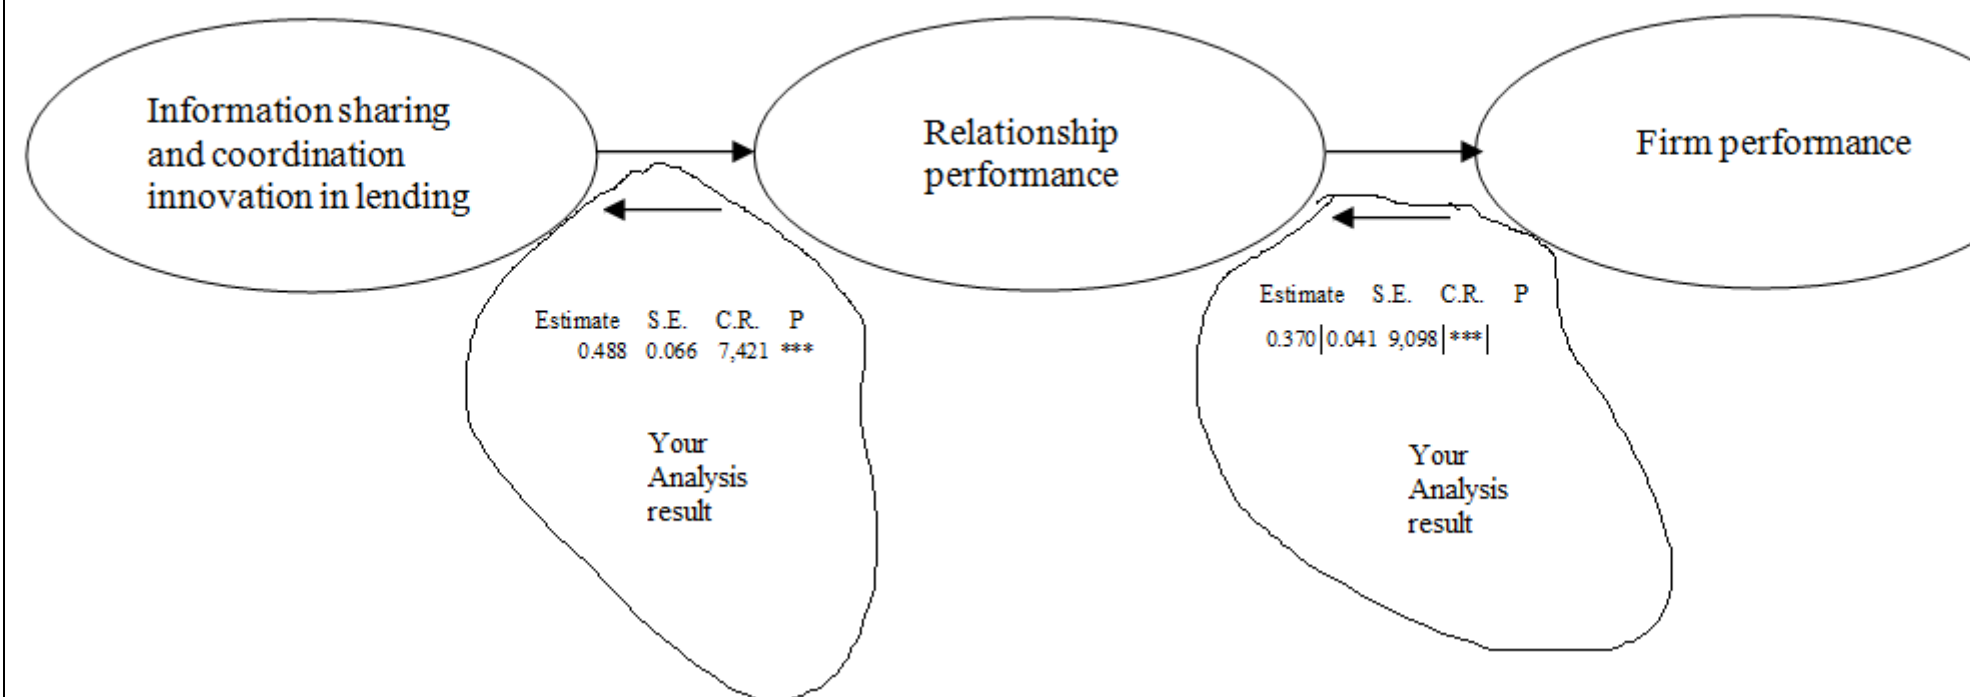 Information sharing
and coordination
innovation in lending
Relationship
performance
Firm performance
Estimate S.E. C.R. P
0.488 0.066 7,421 ***
Your
Analysis
result
Estimate S.E. C.R. P
0.370 0.041 9,098 ***
Your
Analysis
result